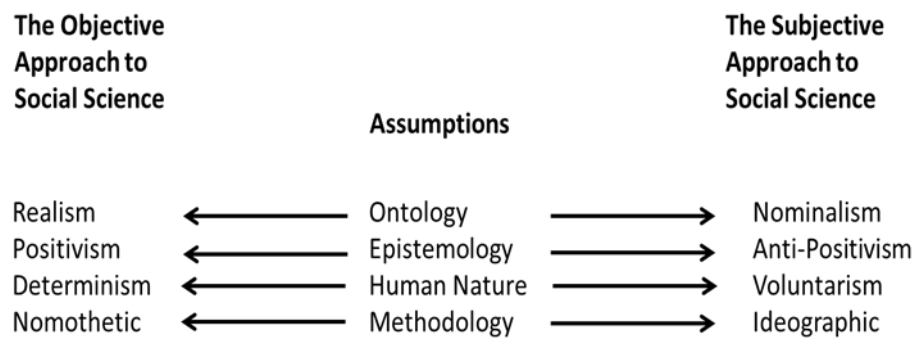 The Objective
Approach to
Social Science
The Subjective
Approach to
Social Science
Assumptions
Realism Ontology Nominalism
Positivism Epistemology Anti-Positivism
Determinism Human Nature Voluntarism
Nomothetic Methodology Ideographic